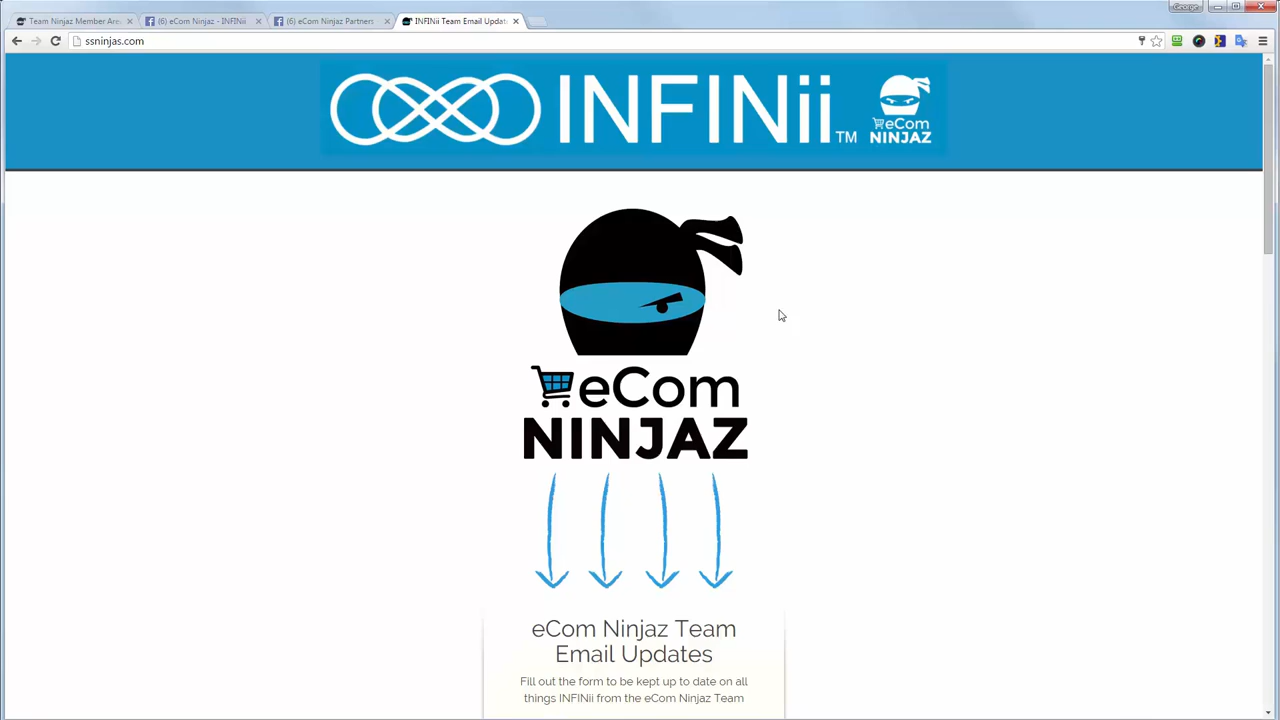 Team Ninjaz Member Are
(6) eCom Ninjaz - INFINii
(6) eCom Ninjaz Partners
INFINii Team Email Updat
George
ssninjas.com
INFINii™
eCom
NINJAZ
eCom
NINJAZ
eCom Ninjaz Team
Email Updates
Fill out the form to be kept up to date on all
things INFINii from the eCom Ninjaz Team